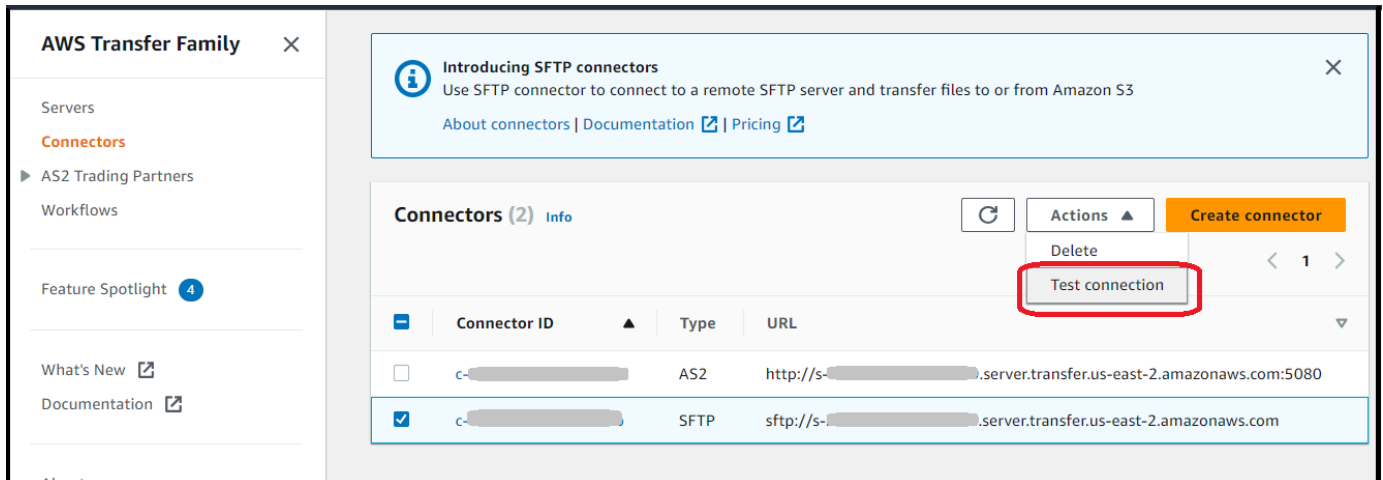 AWS Transfer Family
Servers
Connectors
AS2 Trading Partners
Workflows
Feature Spotlight 4
What's New
Documentation
Introducing SFTP connectors
Use SFTP connector to connect to a remote SFTP server and transfer files to or from Amazon S3
About connectors | Documentation | Pricing
Connectors (2) Info
Actions
Create connector
Delete
Test connection
1
Connector ID Type URL
c- AS2 http://s- .server.transfer.us-east-2.amazonaws.com:5080
c- SFTP sftp://s- .server.transfer.us-east-2.amazonaws.com